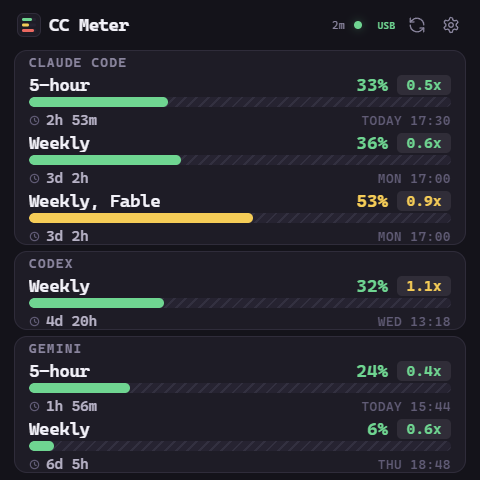 CC Meter 2m USB
CLAUDE CODE
5-hour 33% 0.5x
2h 53m TODAY 17:30
Weekly 36% 0.6x
3d 2h MON 17:00
Weekly, Fable 53% 0.9x
3d 2h MON 17:00
CODEX
Weekly 32% 1.1x
4d 20h WED 13:18
GEMINI
5-hour 24% 0.4x
1h 56m TODAY 15:44
Weekly 6% 0.6x
6d 5h THU 18:48